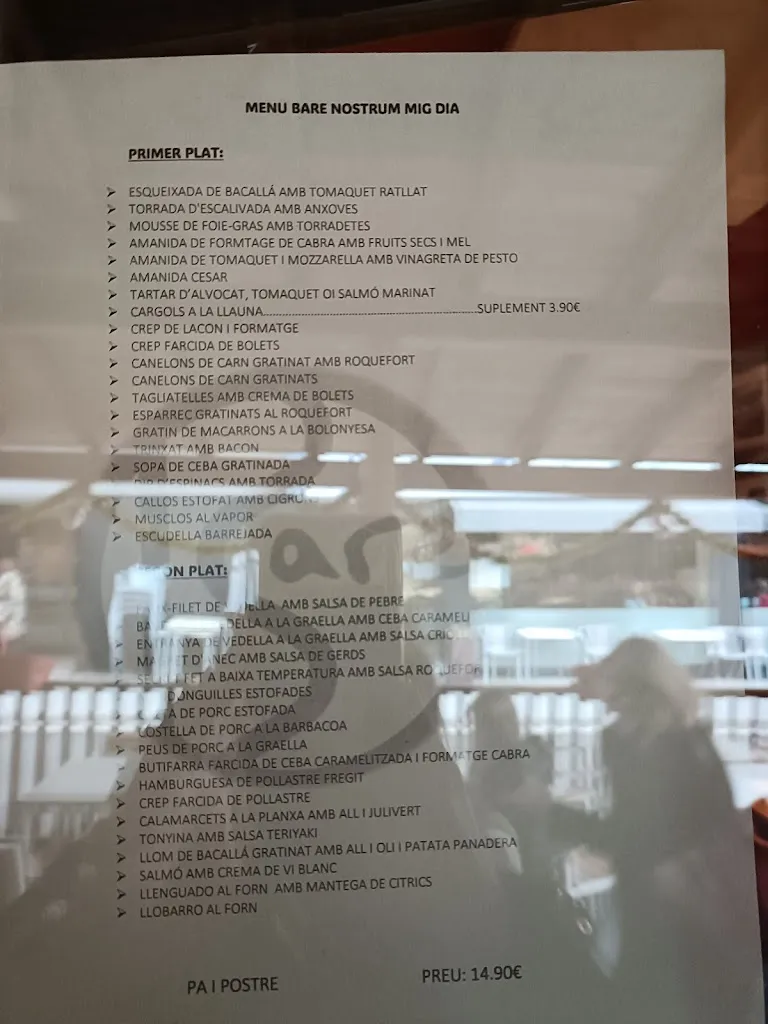 MENU BARE NOSTRUM MIG DIA
PRIMER PLAT:
ESQUEIXADA DE BACALLÁ AMB TOMAQUET RATLLAT
TORRADA D'ESCALIVADA AMB ANXOVES
MOUSSE DE FOIE-GRAS AMB TORRADETES
AMANIDA DE FORMTAGE DE CABRA AMB FRUITS SECS I MEL
AMANIDA DE TOMAQUET I MOZZARELLA AMB VINAGRETA DE PESTO
AMANIDA CESAR
TARTAR D'ALVOCAT, TOMAQUET OI SALMÓ MARINAT
CARGOLS A LA LLAUNA........................................................................SUPLEMENT 3.90€
CREP DE LACON I FORMATGE
CREP FARCIDA DE BOLETS
CANELONS DE CARN GRATINAT AMB ROQUEFORT
CANELONS DE CARN GRATINATS
TAGLIATELLES AMB CREMA DE BOLETS
ESPARREC GRATINATS AL ROQUEFORT
GRATIN DE MACARRONS A LA BOLONYESA
TRINXAT AMB BACON
SOPA DE CEBA GRATINADA
D'ESPINACS AMB TORRADA
CALLOS ESTOFAT AMB
MUSCLOS AL VAPOR
ESCUDELLA BARREJADA
ar
PLAT:
DE AMB SALSA DE PEBRE
A LA GRAELLA AMB CEBA
DE VEDELLA A LA GRAELLA AMB SALSA
D'ANEC AMB SALSA DE GERDS
A BAIXA TEMPERATURA AMB SALSA
ESTOFADES
DE PORC ESTOFADA
COSTELLA DE PORC A LA BARBACOA
PEUS DE PORC A LA GRAELLA
BUTIFARRA FARCIDA DE CEBA CARAMELITZADA I FORMATGE CABRA
HAMBURGUESA DE POLLASTRE FREGIT
CREP FARCIDA DE POLLASTRE
CALAMARCETS A LA PLANXA AMB ALL I JULIVERT
TONYINA AMB SALSA TERIYAKI
LLOM DE BACALLÁ GRATINAT AMB ALL I OLI I PATATA PANADERA
SALMÓ AMB CREMA DE VI BLANC
LLENGUADO AL FORN AMB MANTEGA DE CITRICS
LLOBARRO AL FORN
PA I POSTRE PREU: 14.90€